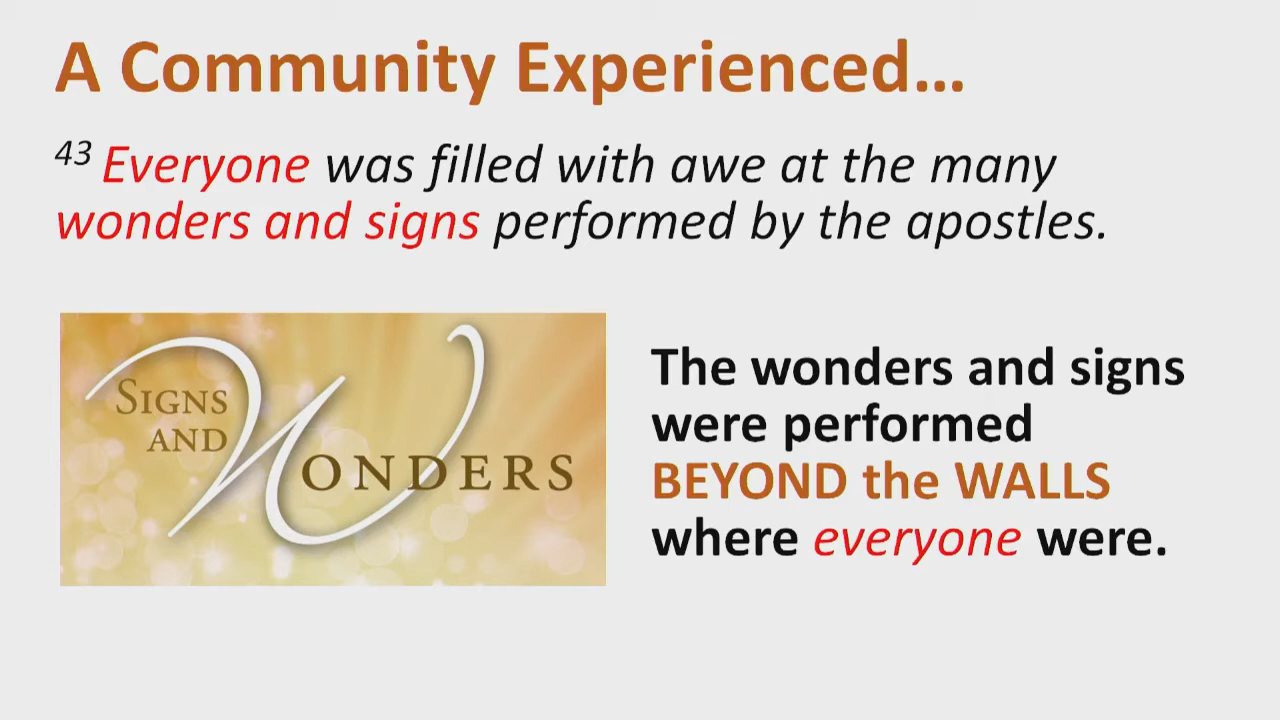 A Community Experienced...
43 Everyone was filled with awe at the many
wonders and signs performed by the apostles.
SIGNS
AND
WONDERS
The wonders and signs
were performed
BEYOND the WALLS
where everyone were.